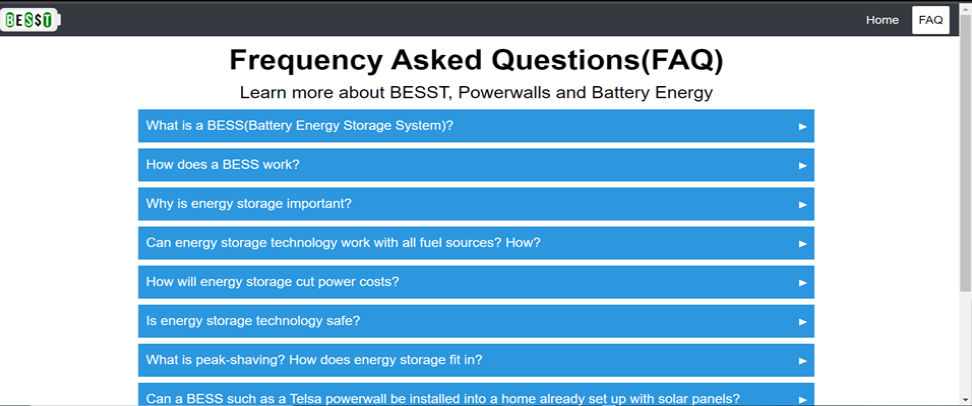 BES$T
Home
FAQ
Frequency Asked Questions(FAQ)
Learn more about BESST, Powerwalls and Battery Energy
What is a BESS(Battery Energy Storage System)?
How does a BESS work?
Why is energy storage important?
Can energy storage technology work with all fuel sources? How?
How will energy storage cut power costs?
Is energy storage technology safe?
What is peak-shaving? How does energy storage fit in?
Can a BESS such as a Telsa powerwall be installed into a home already set up with solar panels?